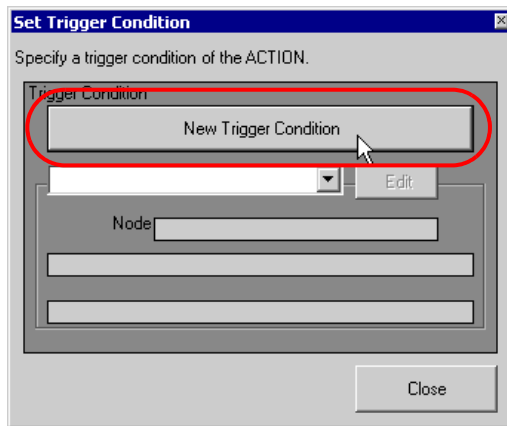 Set Trigger Condition
Specify a trigger condition of the ACTION.
Trigger Condition
New Trigger Condition
Edit
Node
Close